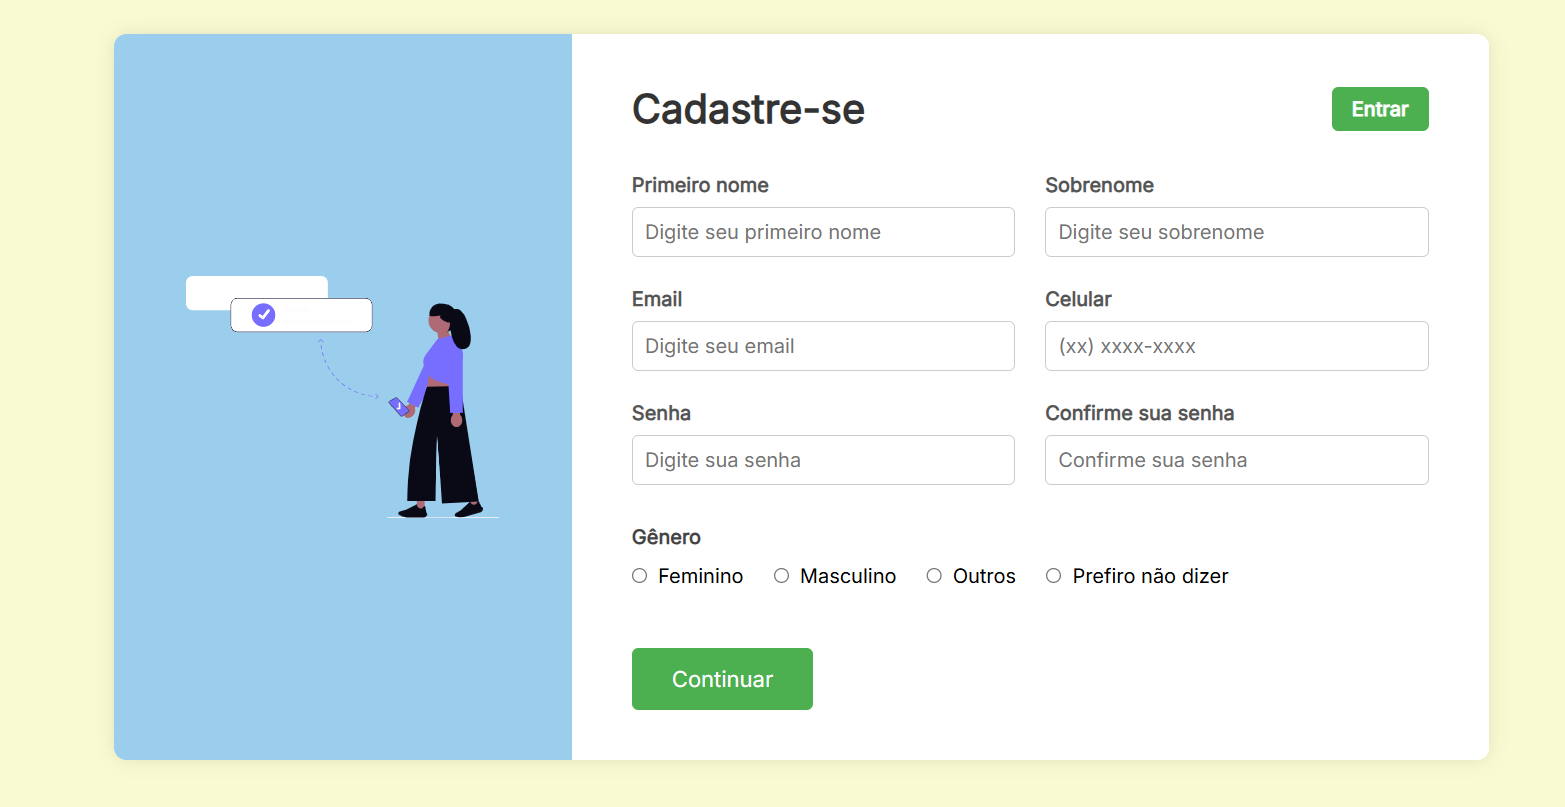 Cadastre-se
Entrar
Primeiro nome
Sobrenome
Digite seu primeiro nome
Digite seu sobrenome
Email
Celular
Digite seu email
(xx) xxxx-xxxx
Senha
Confirme sua senha
Digite sua senha
Confirme sua senha
Gênero
Feminino Masculino Outros Prefiro não dizer
Continuar